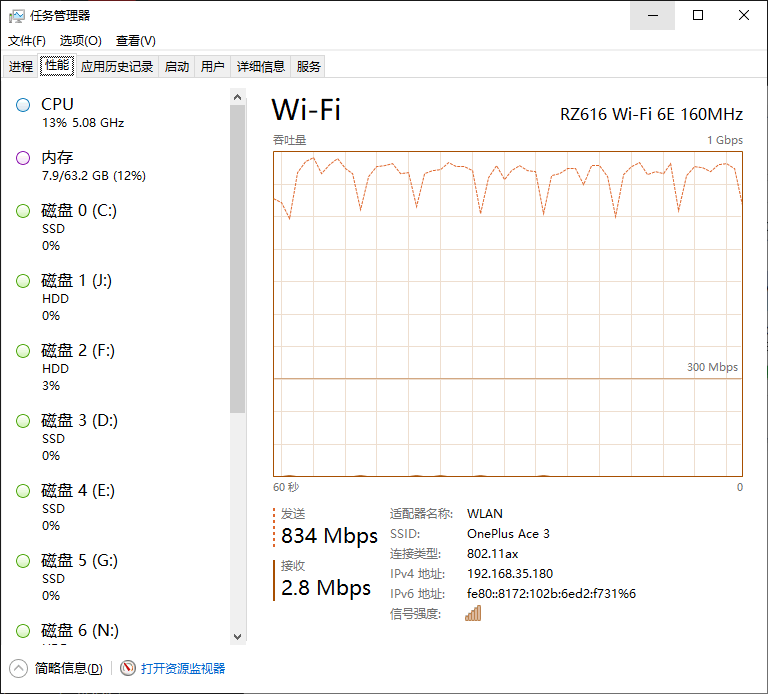 任务管理器
文件(F) 选项(O) 查看(V)
进程 性能 应用历史记录 启动 用户 详细信息 服务
CPU
13% 5.08 GHz
内存
7.9/63.2 GB (12%)
磁盘 0 (C:)
SSD
0%
磁盘 1 (J:)
HDD
0%
磁盘 2 (F:)
HDD
3%
磁盘 3 (D:)
SSD
0%
磁盘 4 (E:)
SSD
0%
磁盘 5 (G:)
SSD
0%
磁盘 6 (N:)
Wi-Fi
RZ616 Wi-Fi 6E 160MHz
吞吐量
1 Gbps
300 Mbps
60 秒
0
发送
834 Mbps
接收
2.8 Mbps
适配器名称: WLAN
SSID: OnePlus Ace 3
连接类型: 802.11ax
IPv4 地址: 192.168.35.180
IPv6 地址: fe80::8172:102b:6ed2:f731%6
信号强度:
简略信息(D)
打开资源监视器